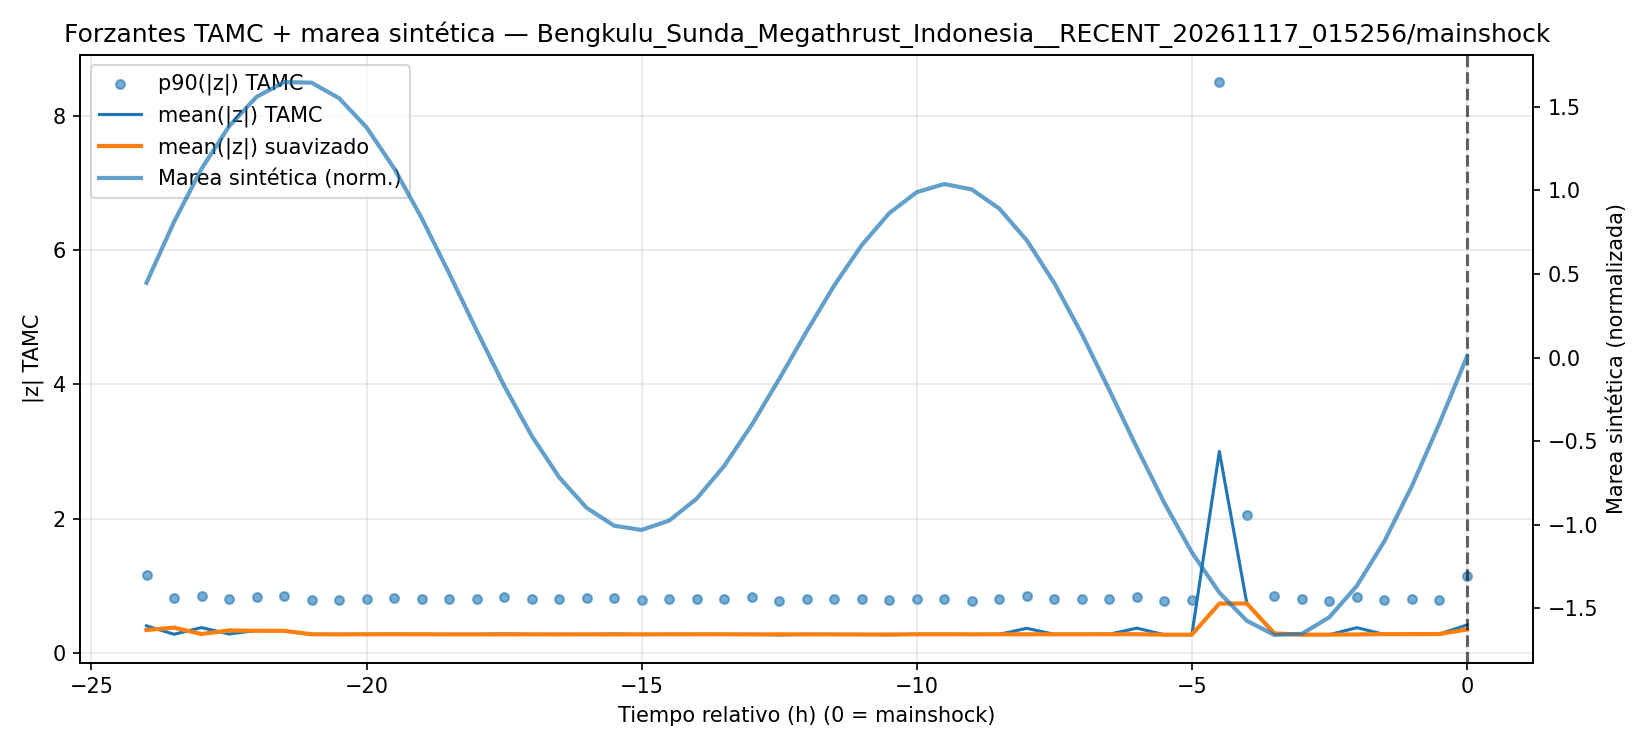 Forzantes TAMC + marea sintética — Bengkulu_Sunda_Megathrust_Indonesia__RECENT_20261117_015256/mainshock
p90(|z|) TAMC
mean(|z|) TAMC
mean(|z|) suavizado
Marea sintética (norm.)
|z| TAMC
8
6
4
2
0
1.5
1.0
0.5
0.0
−0.5
−1.0
−1.5
Marea sintética (normalizada)
−25 −20 −15 −10 −5 0
Tiempo relativo (h) (0 = mainshock)